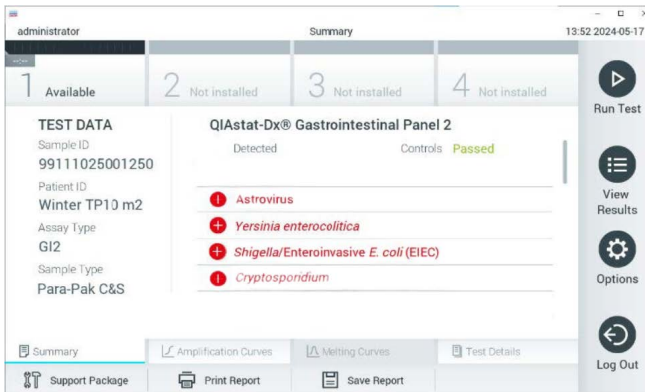 administrator Summary 13:52 2024-05-17
1 Available 2 Not installed 3 Not installed 4 Not installed
Run Test
TEST DATA
Sample ID
99111025001250
Patient ID
Winter TP10 m2
Assay Type
GI2
Sample Type
Para-Pak C&S
QIAstat-Dx® Gastrointestinal Panel 2
Detected Controls Passed
Astrovirus
Yersinia enterocolitica
Shigella/Enteroinvasive E. coli (EIEC)
Cryptosporidium
View
Results
Options
Log Out
Summary Amplification Curves Melting Curves Test Details
Support Package Print Report Save Report